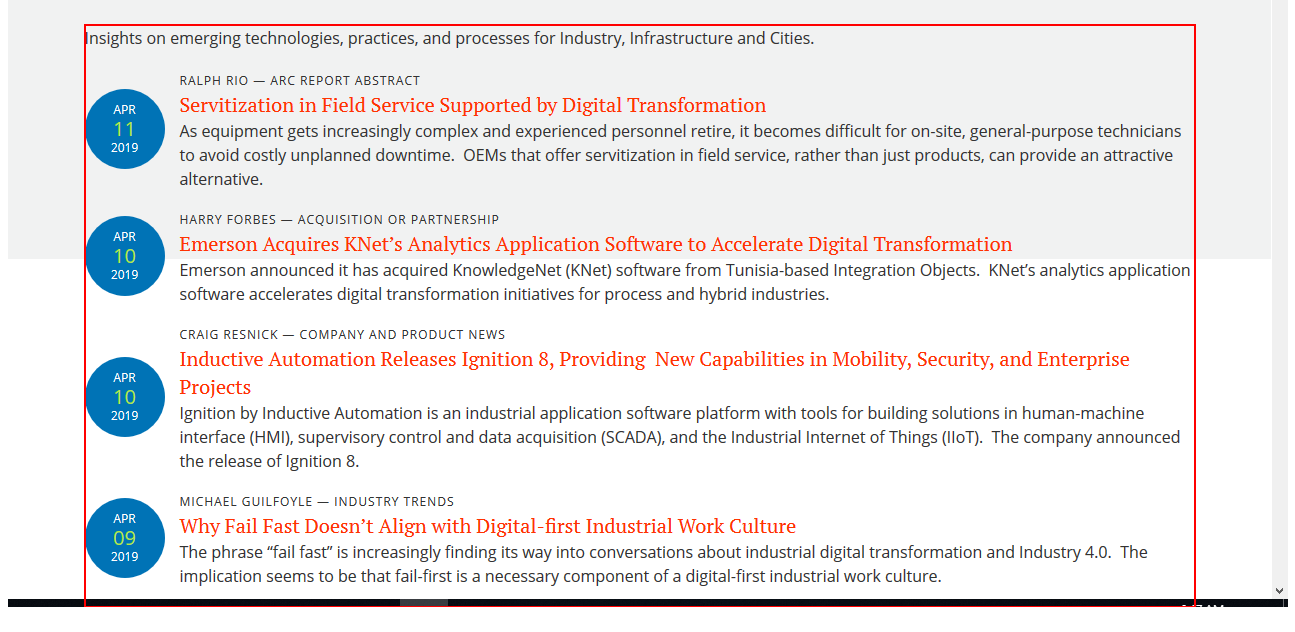 Insights on emerging technologies, practices, and processes for Industry, Infrastructure and Cities.
APR
11
2019
RALPH RIO — ARC REPORT ABSTRACT
Servitization in Field Service Supported by Digital Transformation
As equipment gets increasingly complex and experienced personnel retire, it becomes difficult for on-site, general-purpose technicians
to avoid costly unplanned downtime.  OEMs that offer servitization in field service, rather than just products, can provide an attractive
alternative.
APR
10
2019
HARRY FORBES — ACQUISITION OR PARTNERSHIP
Emerson Acquires KNet’s Analytics Application Software to Accelerate Digital Transformation
Emerson announced it has acquired KnowledgeNet (KNet) software from Tunisia-based Integration Objects.  KNet’s analytics application
software accelerates digital transformation initiatives for process and hybrid industries.
APR
10
2019
CRAIG RESNICK — COMPANY AND PRODUCT NEWS
Inductive Automation Releases Ignition 8, Providing  New Capabilities in Mobility, Security, and Enterprise
Projects
Ignition by Inductive Automation is an industrial application software platform with tools for building solutions in human-machine
interface (HMI), supervisory control and data acquisition (SCADA), and the Industrial Internet of Things (IIoT).  The company announced
the release of Ignition 8.
APR
09
2019
MICHAEL GUILFOYLE — INDUSTRY TRENDS
Why Fail Fast Doesn’t Align with Digital-first Industrial Work Culture
The phrase “fail fast” is increasingly finding its way into conversations about industrial digital transformation and Industry 4.0.  The
implication seems to be that fail-first is a necessary component of a digital-first industrial work culture.